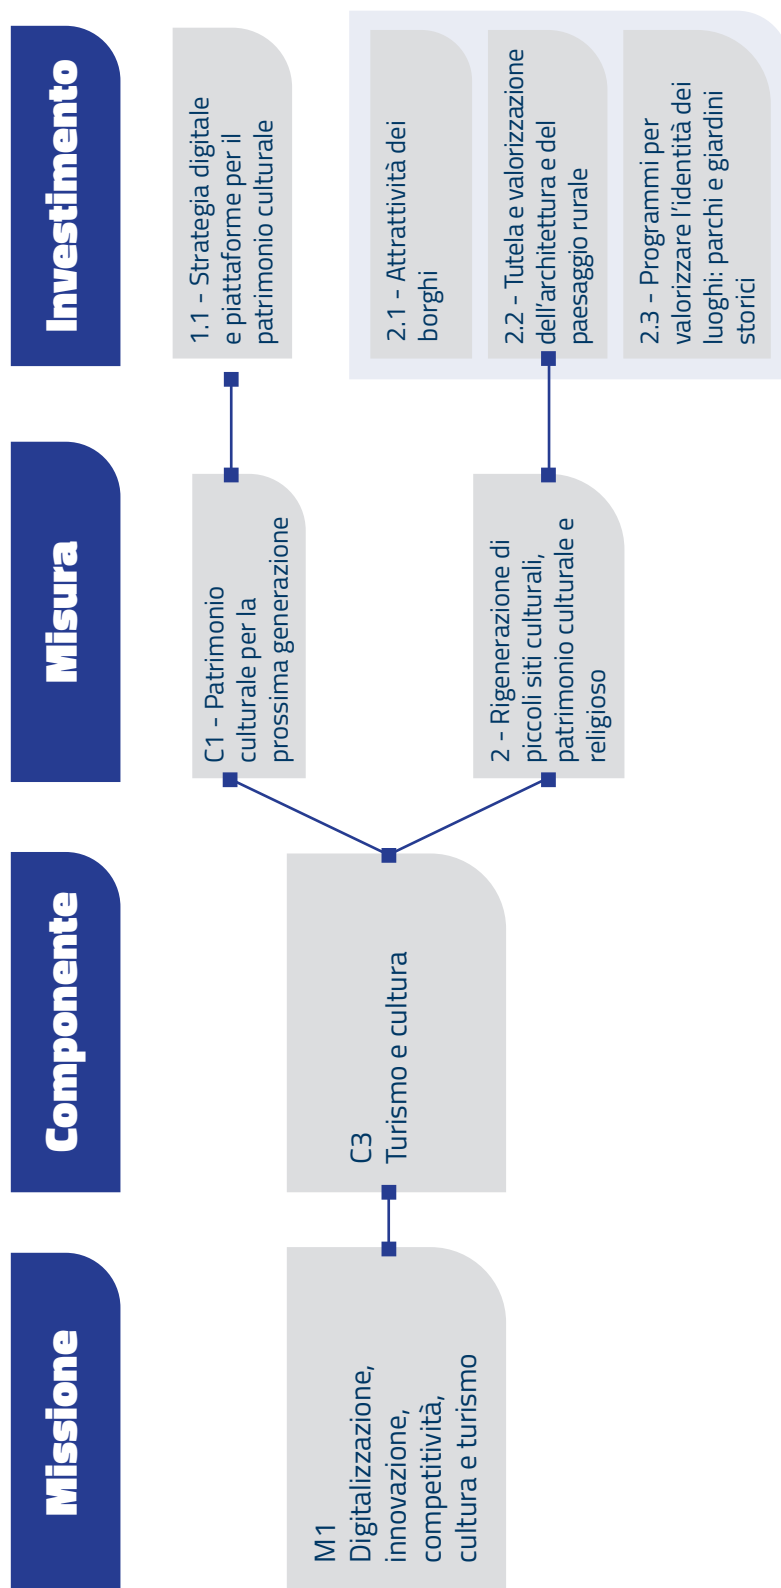 Missione
Componente
Misura
Investimento
M1
Digitalizzazione,
innovazione,
competitività,
cultura e turismo
C3
Turismo e cultura
C1 - Patrimonio
culturale per la
prossima generazione
2 - Rigenerazione di
piccoli siti culturali,
patrimonio culturale e
religioso
1.1 - Strategia digitale
e piattaforme per il
patrimonio culturale
2.1 - Attrattività dei
borghi
2.2 - Tutela e valorizzazione
dell'architettura e del
paesaggio rurale
2.3 - Programmi per
valorizzare l'identità dei
luoghi: parchi e giardini
storici